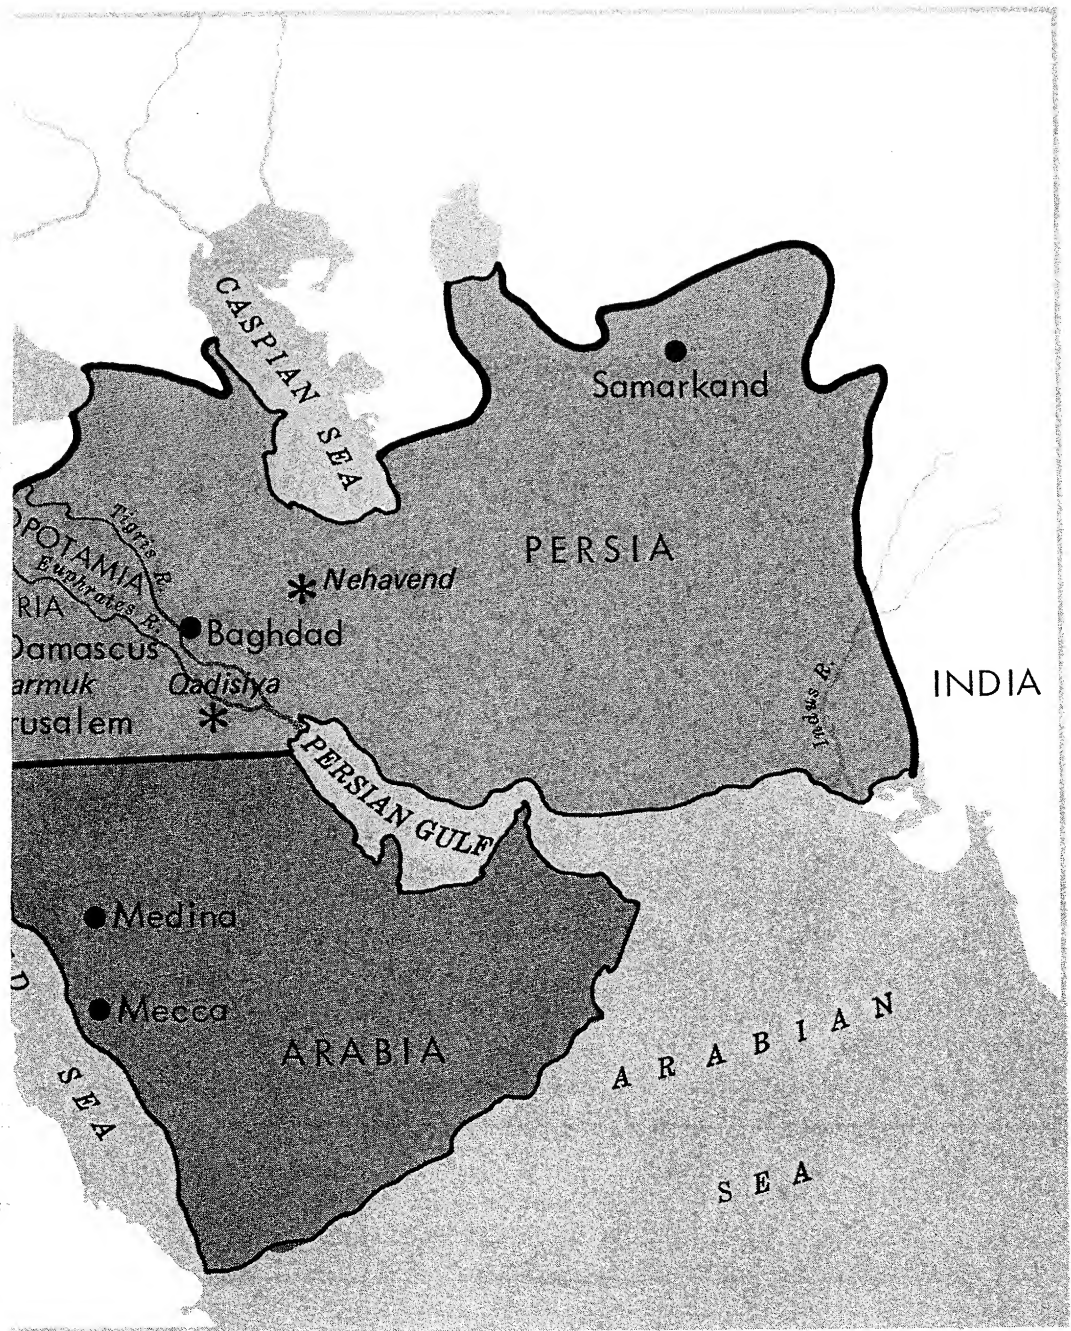 CASPIAN SEA
Samarkand
PERSIA
Tigris R.
OPOTAMIA
Euphrates R.
Nehavend
RIA
Baghdad
Damascus
armuk
Qadisiya
rusalem
INDIA
Indus R.
PERSIAN GULF
Medina
Mecca
ARABIA
D
SEA
ARABIAN
SEA